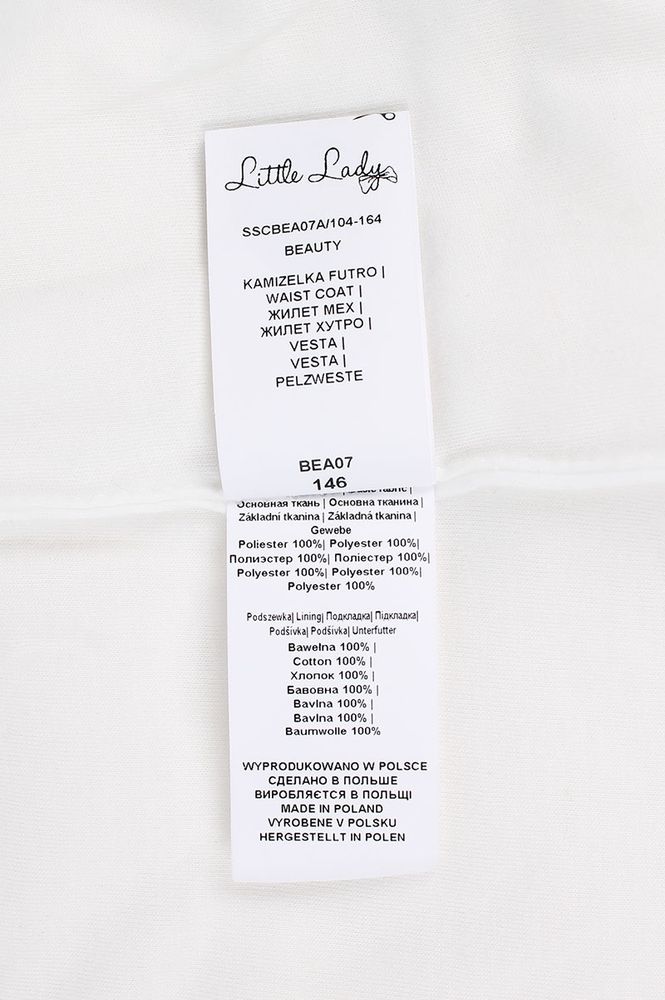 Little Lady
SSCBEA07A/104-164
BEAUTY
KAMIZELKA FUTRO |
WAIST COAT |
ЖИЛЕТ МЕХ |
ЖИЛЕТ ХУТРО |
VESTA |
VESTA |
PELZWESTE
BEA07
146
Basic fabric |
Основная ткань | Основна тканина |
Základní tkanina | Základná tkanina |
Gewebe
Poliester 100%| Polyester 100%|
Полиэстер 100%| Поліестер 100%|
Polyester 100%| Polyester 100%|
Polyester 100%
Podszewka| Lining| Подкладка| Підкладка|
Podšívka| Podšívka| Unterfutter
Bawełna 100% |
Cotton 100% |
Хлопок 100% |
Бавовна 100% |
Bavlna 100% |
Bavlna 100% |
Baumwolle 100%
WYPRODUKOWANO W POLSCE
СДЕЛАНО В ПОЛЬШЕ
ВИРОБЛЯЄТЬСЯ В ПОЛЬЩІ
MADE IN POLAND
VYROBENE V POLSKU
HERGESTELLT IN POLEN